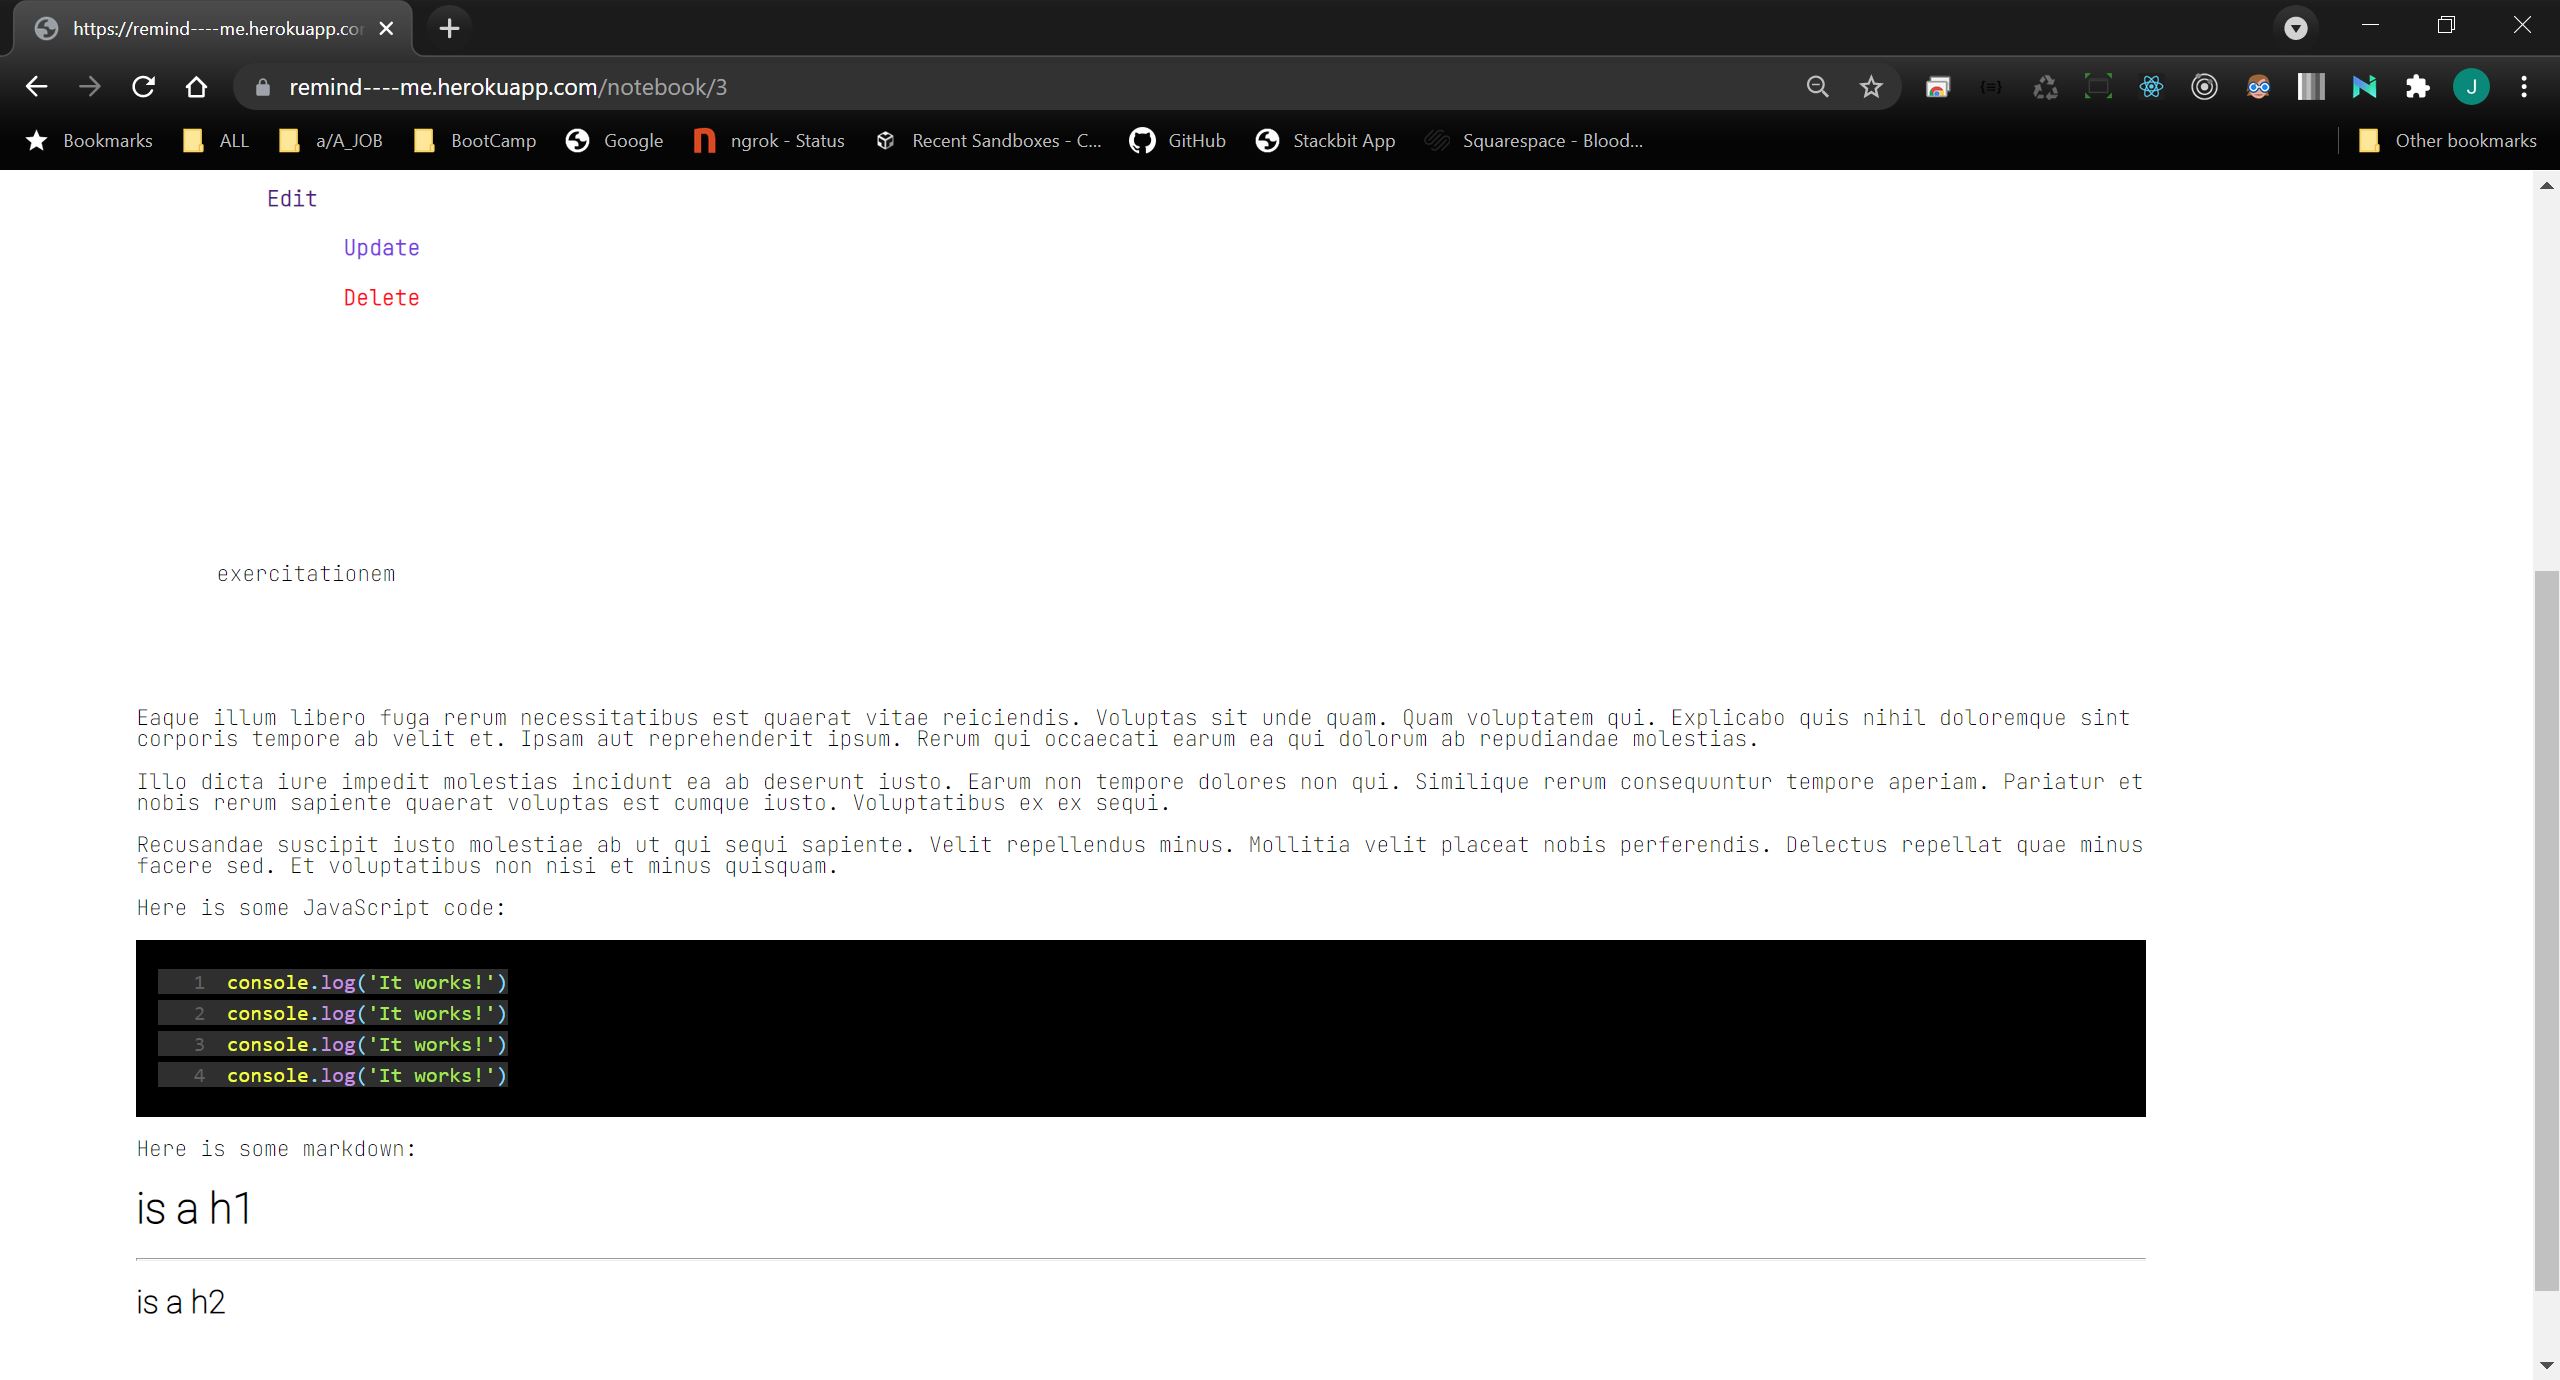 https://remind----me.herokuapp.co
remind----me.herokuapp.com/notebook/3
J
Bookmarks ALL a/A_JOB BootCamp Google ngrok - Status Recent Sandboxes - C... GitHub Stackbit App Squarespace - Blood... Other bookmarks
Edit
Update
Delete
exercitationem
Eaque illum libero fuga rerum necessitatibus est quaerat vitae reiciendis. Voluptas sit unde quam. Quam voluptatem qui. Explicabo quis nihil doloremque sint
corporis tempore ab velit et. Ipsam aut reprehenderit ipsum. Rerum qui occaecati earum ea qui dolorum ab repudiandae molestias.
Illo dicta iure impedit molestias incidunt ea ab deserunt iusto. Earum non tempore dolores non qui. Similique rerum consequuntur tempore aperiam. Pariatur et
nobis rerum sapiente quaerat voluptas est cumque iusto. Voluptatibus ex ex sequi.
Recusandae suscipit iusto molestiae ab ut qui sequi sapiente. Velit repellendus minus. Mollitia velit placeat nobis perferendis. Delectus repellat quae minus
facere sed. Et voluptatibus non nisi et minus quisquam.
Here is some JavaScript code:
1 console.log('It works!')
2 console.log('It works!')
3 console.log('It works!')
4 console.log('It works!')
Here is some markdown:
is a h1
is a h2